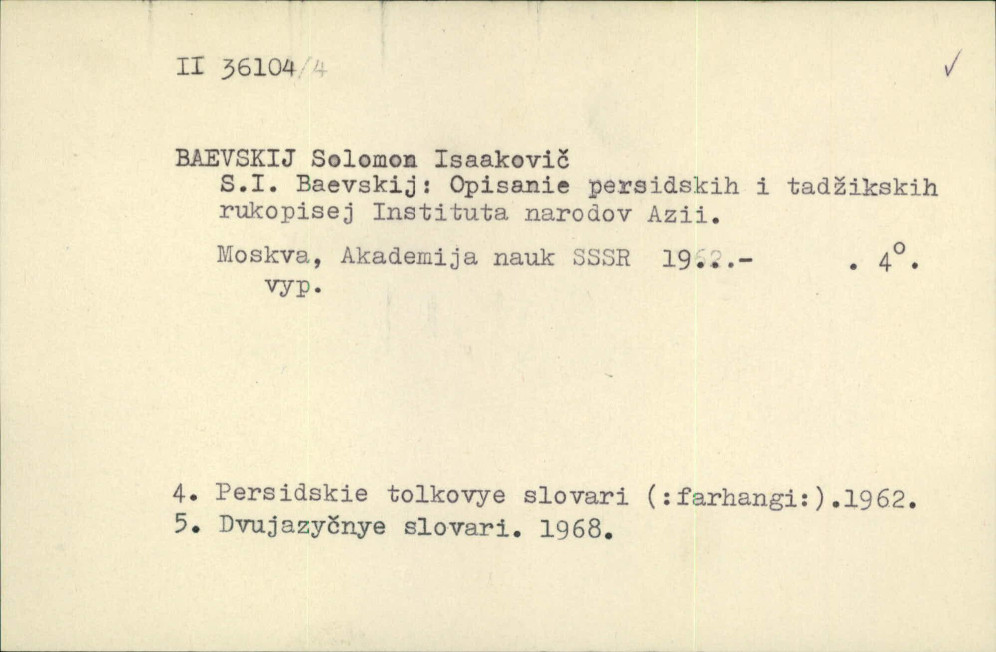 II 36104/4 ✓
BAEVSKIJ Solomon Isaakovič
S.I. Baevskij: Opisanie persidskih i tadžikskih
rukopisej Instituta narodov Azii.
Moskva, Akademija nauk SSSR 19...- . 4°.
vyp.
4. Persidskie tolkovye slovari (:farhangi:).1962.
5. Dvujazyčnye slovari. 1968.